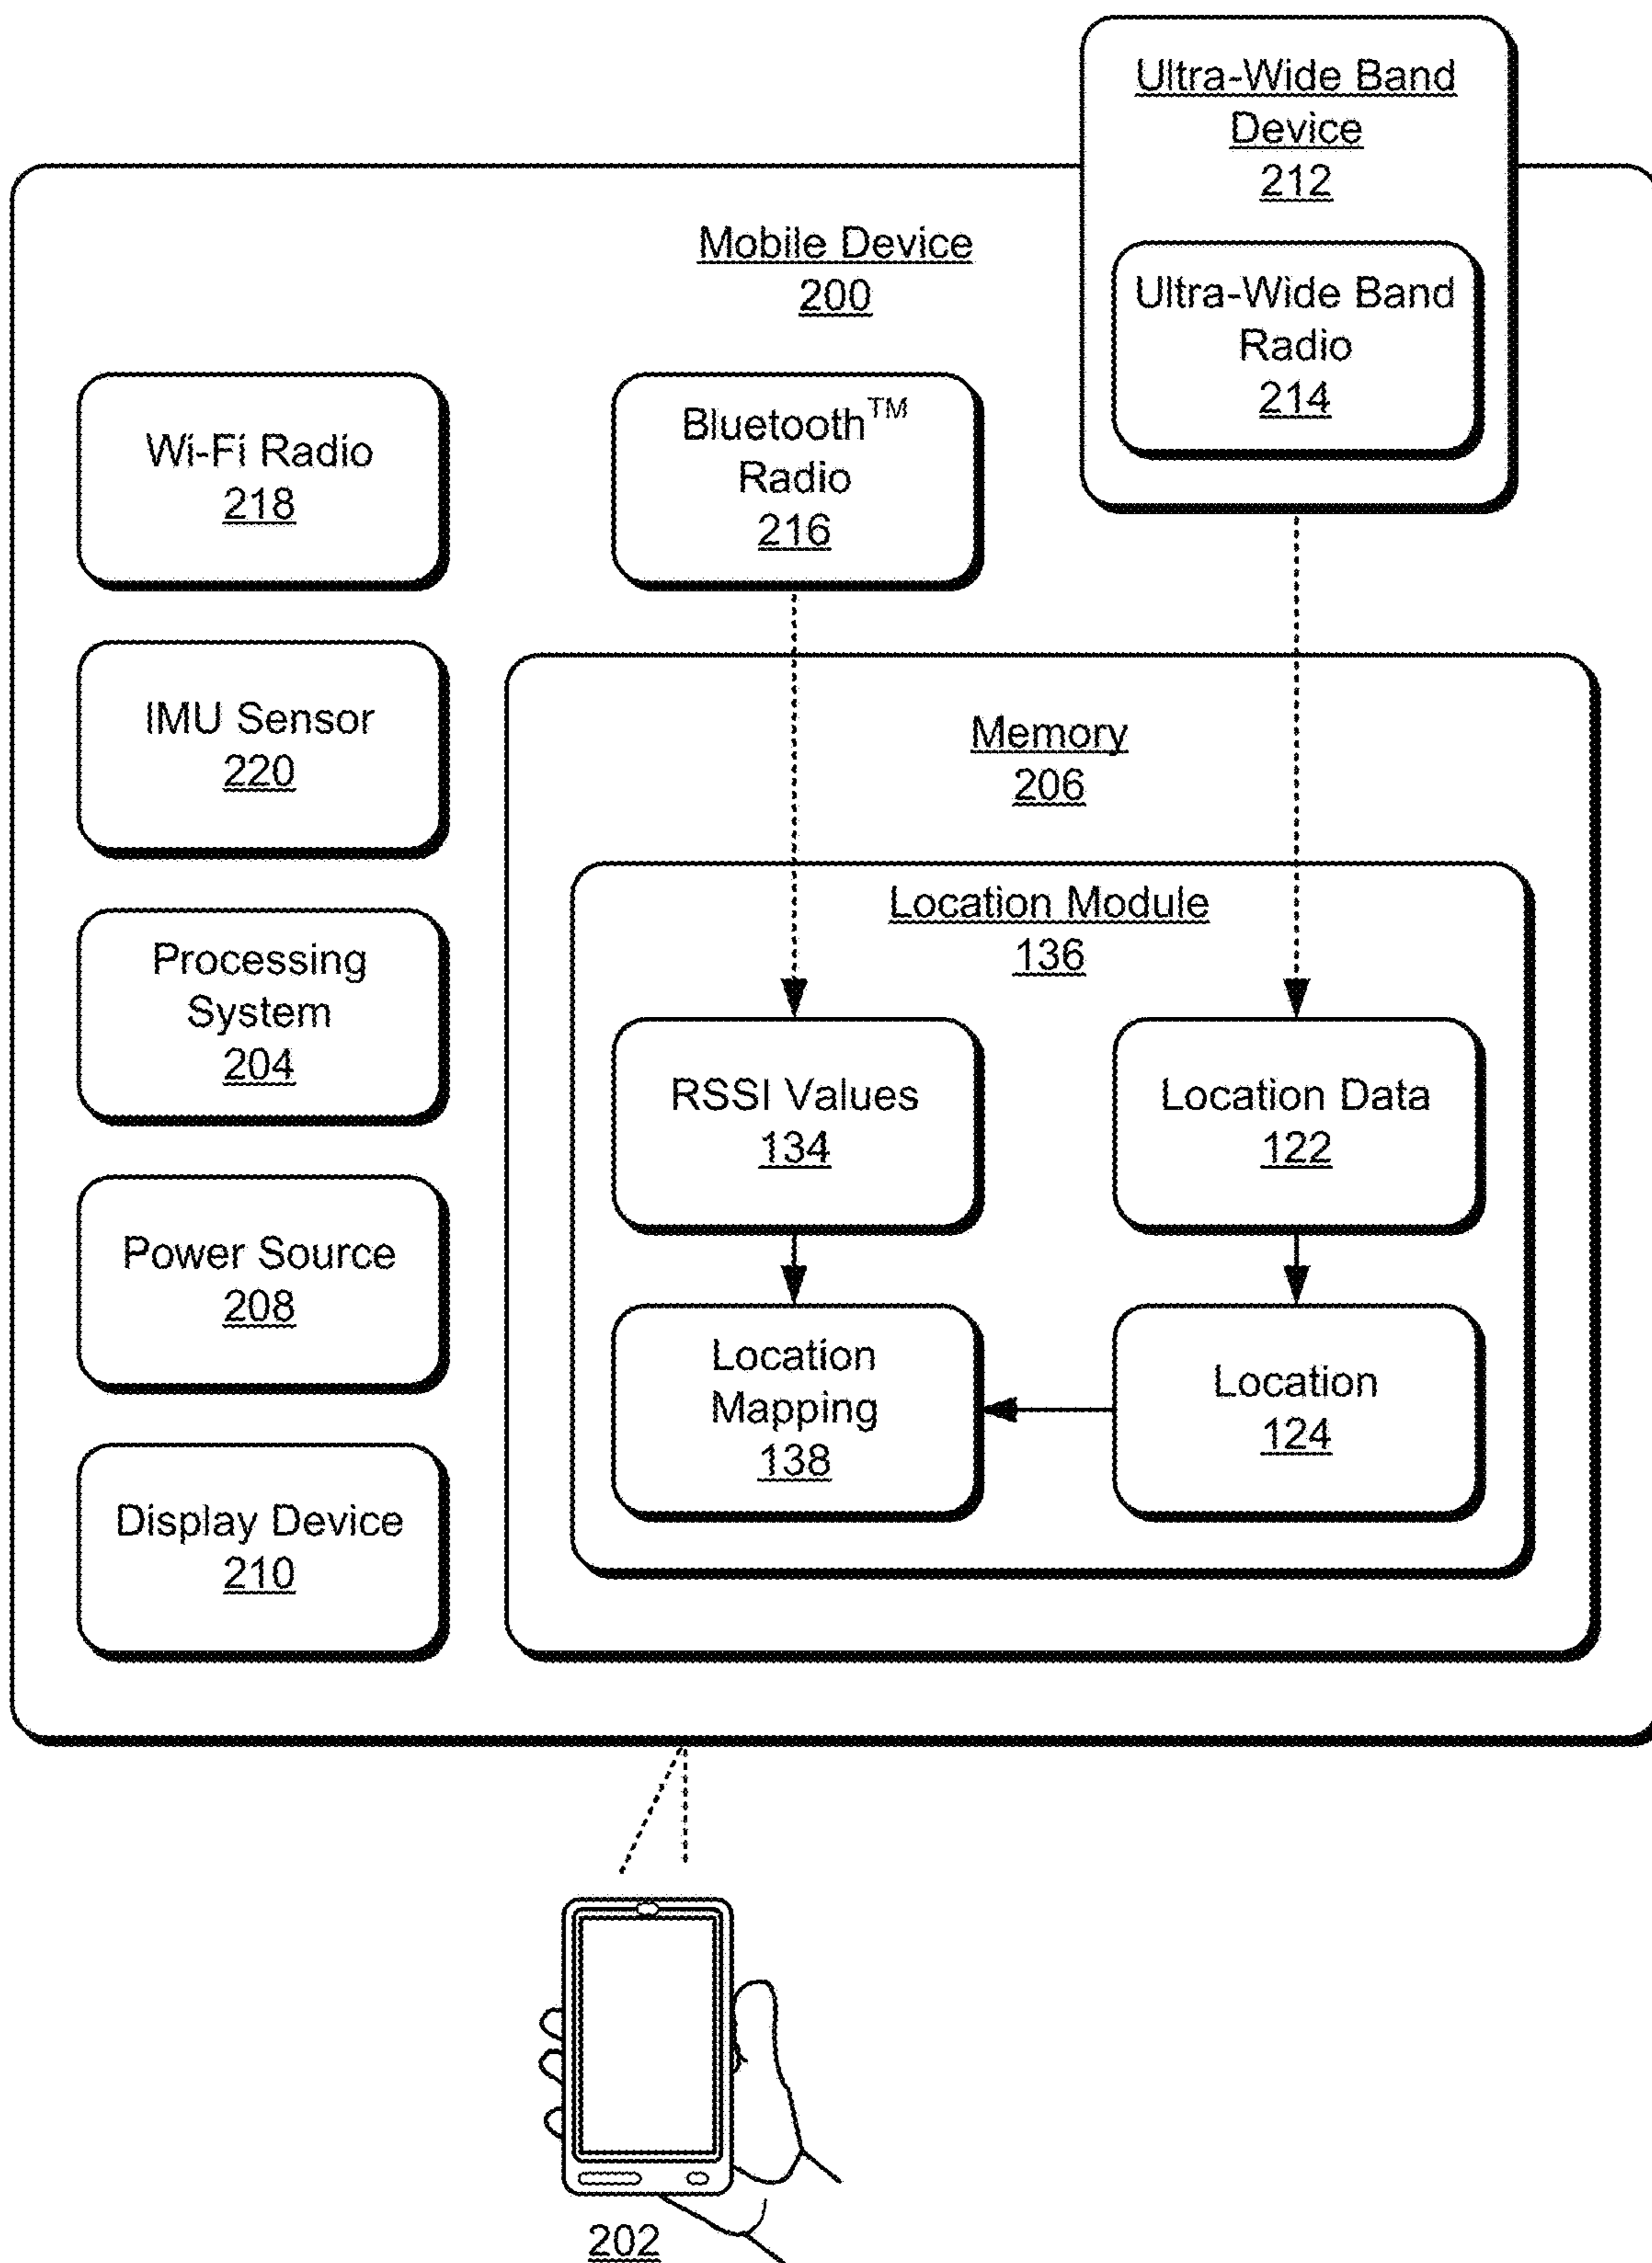 Ultra-Wide Band
Device
212
Ultra-Wide Band
Radio
214
Mobile Device
200
Wi-Fi Radio
218
Bluetooth™
Radio
216
IMU Sensor
220
Processing
System
204
Power Source
208
Display Device
210
Memory
206
Location Module
136
RSSI Values
134
Location Data
122
Location
Mapping
138
Location
124
202